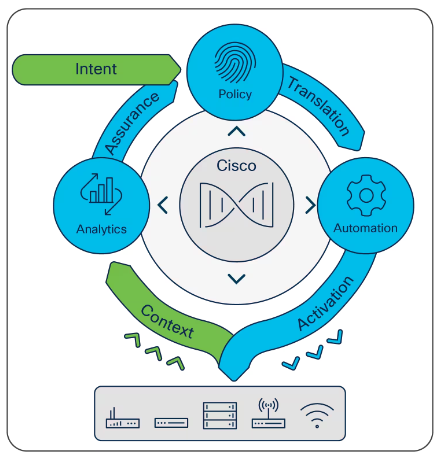 Intent
Policy
Translation
Assurance
Cisco
Analytics
Automation
Context
Activation